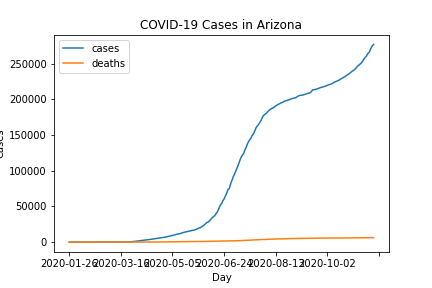 COVID-19 Cases in Arizona
cases
deaths
250000
200000
150000
100000
50000
0
cases
2020-01-26 2020-03-16 2020-05-05 2020-06-24 2020-08-13 2020-10-02
Day